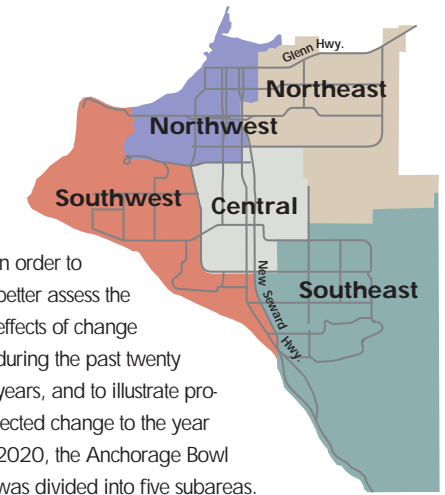 Glenn Hwy.
Northeast
Northwest
Southwest
Central
New Seward Hwy.
Southeast
n order to
better assess the
effects of change
during the past twenty
years, and to illustrate pro-
ected change to the year
2020, the Anchorage Bowl
was divided into five subareas.